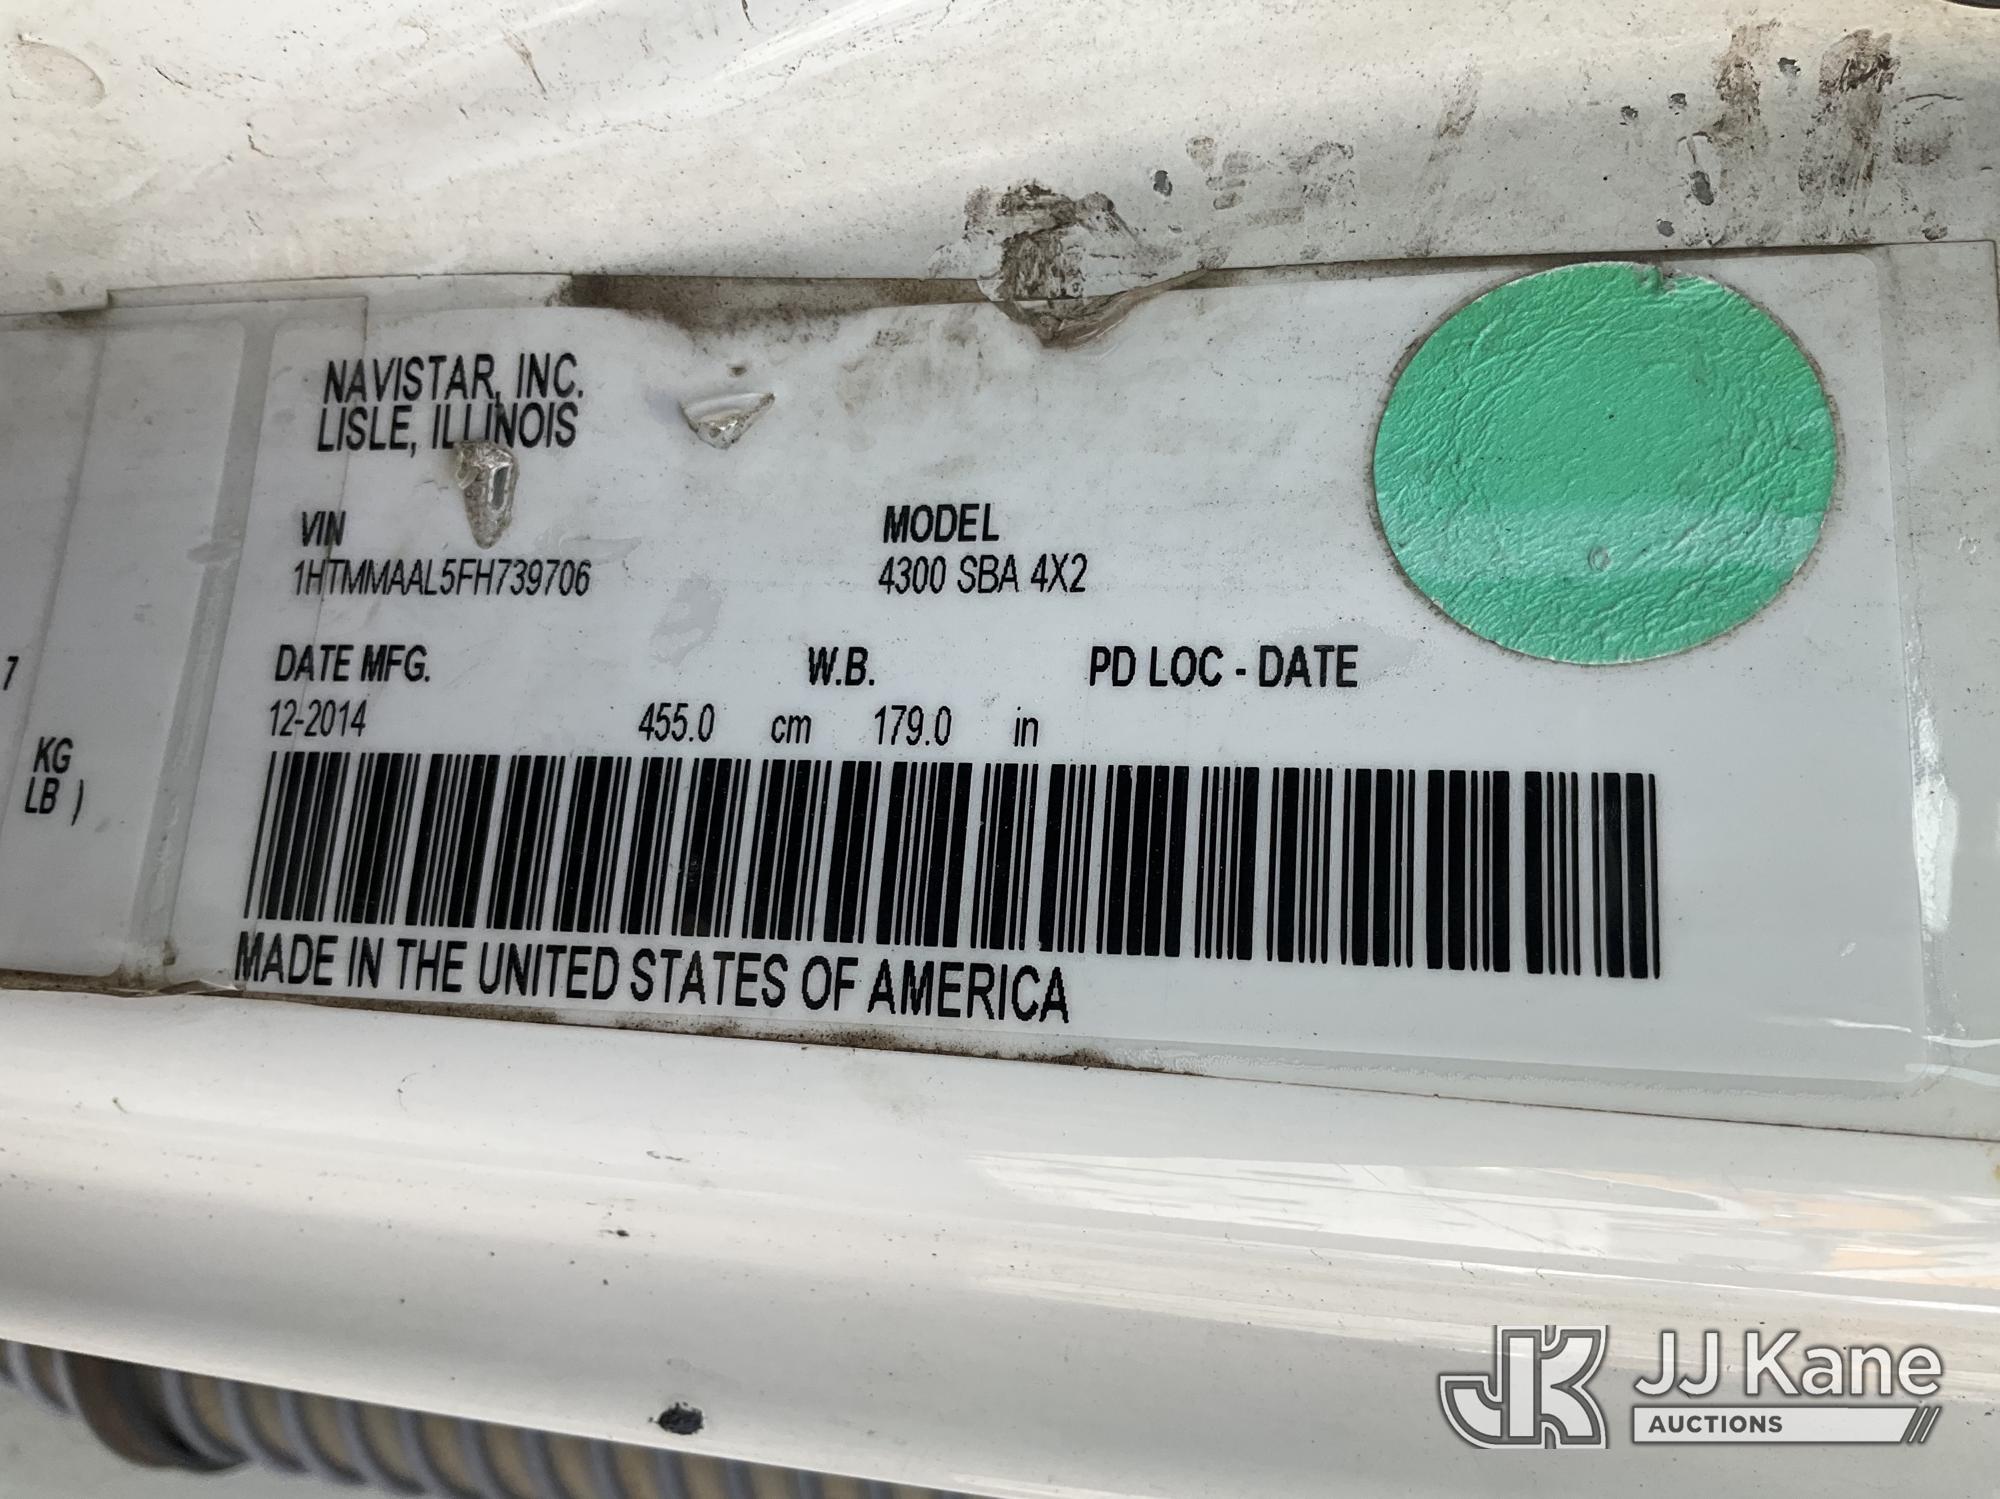 NAVISTAR, INC.
LISLE, ILLINOIS
VIN
1HTMMAAL5FH739706
MODEL
4300 SBA 4X2
DATE MFG.
12-2014
W.B.
455.0 cm 179.0 in
PD LOC - DATE
MADE IN THE UNITED STATES OF AMERICA
7
KG
LB )
JK JJ Kane
AUCTIONS